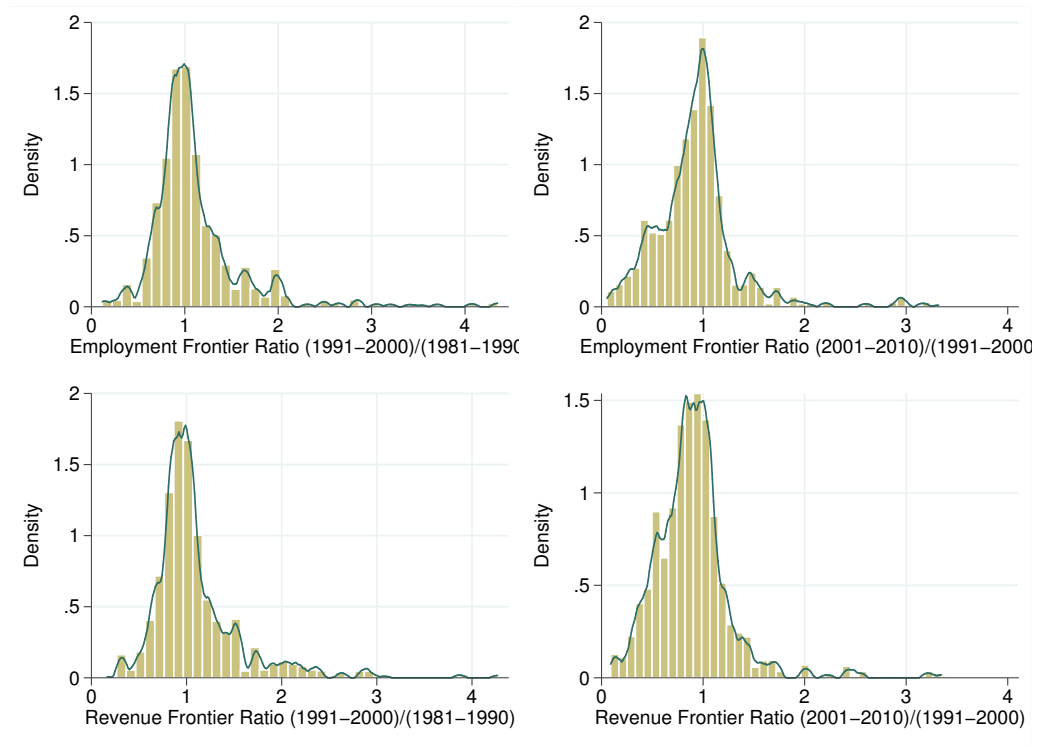 2
1.5
1
.5
0
Density
0 1 2 3 4
Employment Frontier Ratio (1991−2000)/(1981−1990
2
1.5
1
.5
0
Density
0 1 2 3 4
Employment Frontier Ratio (2001−2010)/(1991−2000
2
1.5
1
.5
0
Density
0 1 2 3 4
Revenue Frontier Ratio (1991−2000)/(1981−1990)
1.5
1
.5
0
Density
0 1 2 3 4
Revenue Frontier Ratio (2001−2010)/(1991−2000)